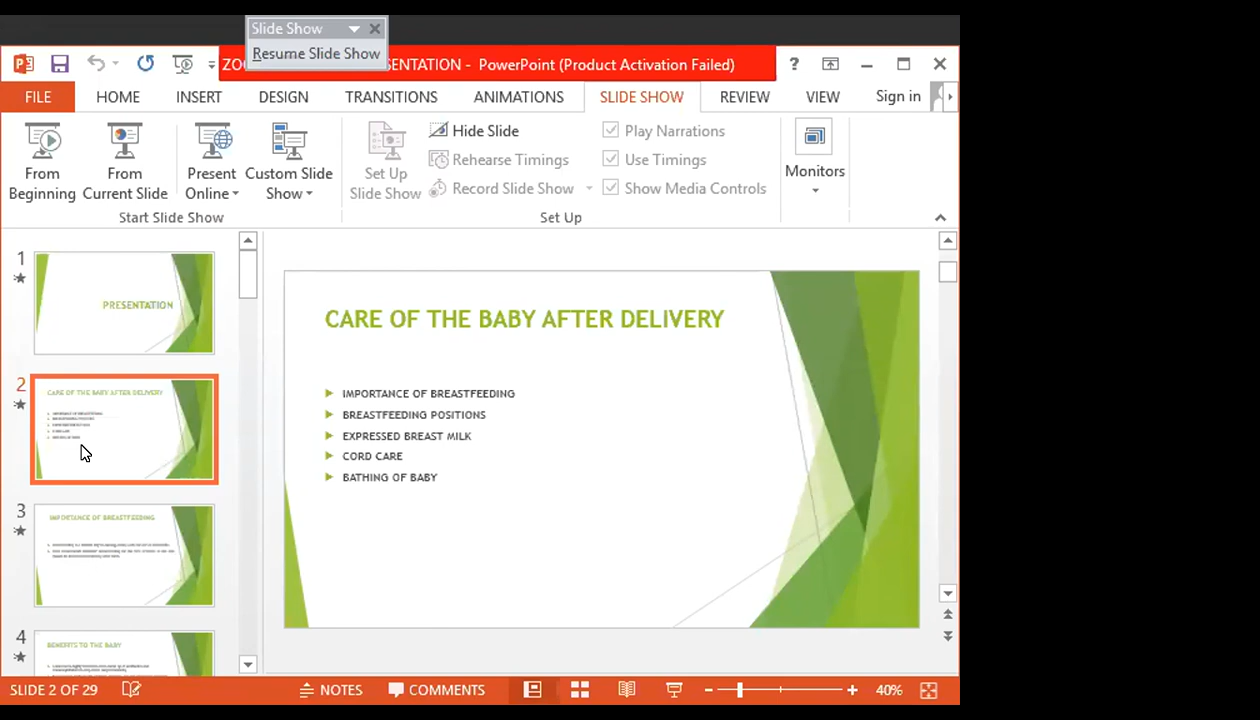 Slide Show
Resume Slide Show
ZO
SENTATION - PowerPoint (Product Activation Failed)
?
FILE
HOME
INSERT
DESIGN
TRANSITIONS
ANIMATIONS
SLIDE SHOW
REVIEW
VIEW
Sign in
From Beginning
From Current Slide
Present Online
Custom Slide Show
Set Up Slide Show
Hide Slide
Rehearse Timings
Record Slide Show
Play Narrations
Use Timings
Show Media Controls
Monitors
Start Slide Show
Set Up
1
PRESENTATION
2
CARE OF THE BABY AFTER DELIVERY
3
IMPORTANCE OF BREASTFEEDING
4
BENEFITS TO THE BABY
CARE OF THE BABY AFTER DELIVERY
IMPORTANCE OF BREASTFEEDING
BREASTFEEDING POSITIONS
EXPRESSED BREAST MILK
CORD CARE
BATHING OF BABY
SLIDE 2 OF 29
NOTES
COMMENTS
40%